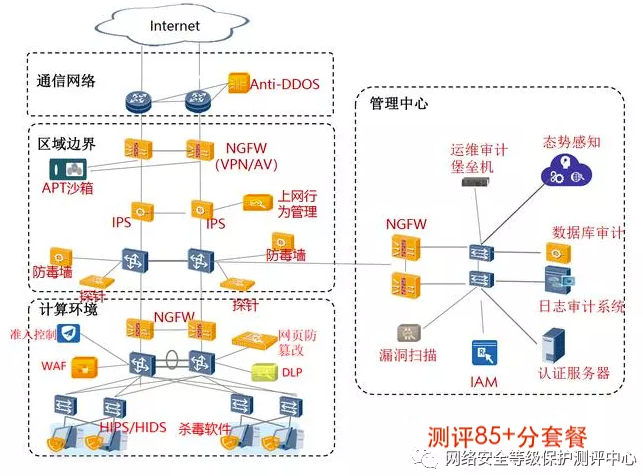 Internet
通信网络
Anti-DDOS
区域边界
NGFW
(VPN/AV)
APT沙箱
IPS
IPS
上网行
为管理
防毒墙
防毒墙
探针
探针
计算环境
NGFW
准入控制
网页防
篡改
WAF
DLP
HIPS/HIDS
杀毒软件
管理中心
运维审计
堡垒机
态势感知
NGFW
数据库审计
日志审计系统
漏洞扫描
IAM
认证服务器
测评85+分套餐
网络安全等级保护测评中心